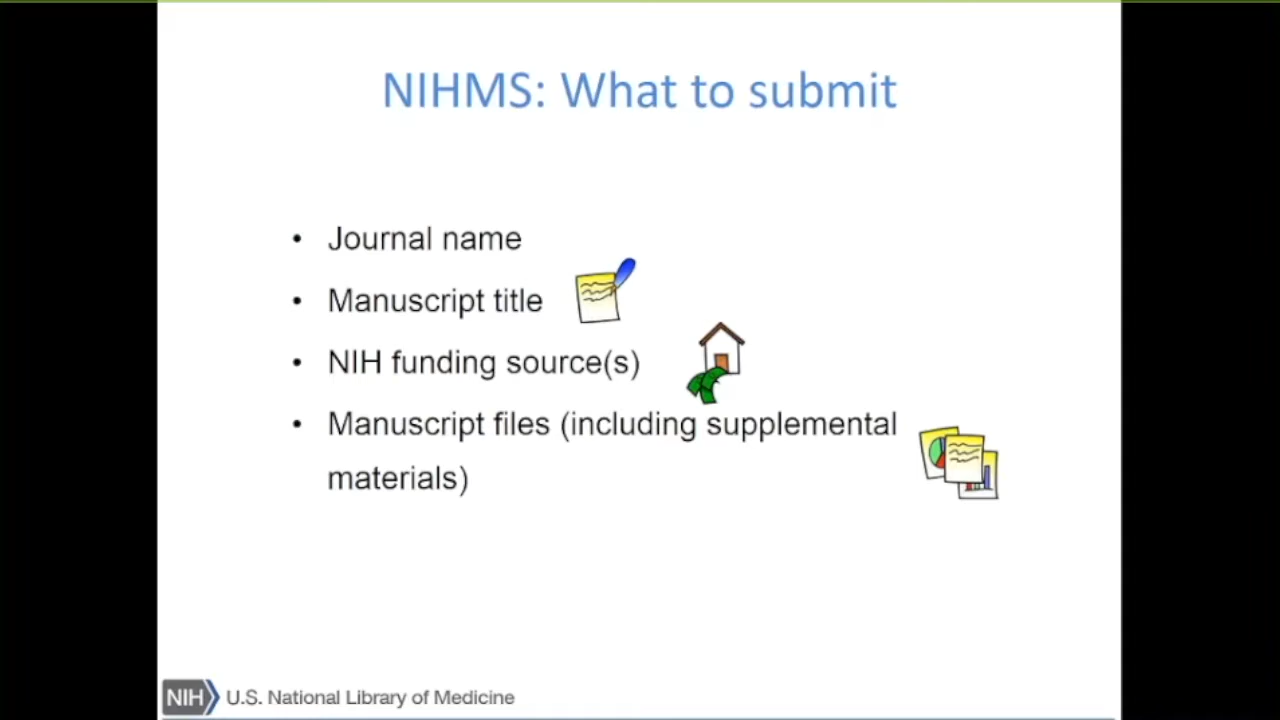 NIHMS: What to submit
• Journal name
• Manuscript title
• NIH funding source(s)
• Manuscript files (including supplemental
materials)
NIH U.S. National Library of Medicine